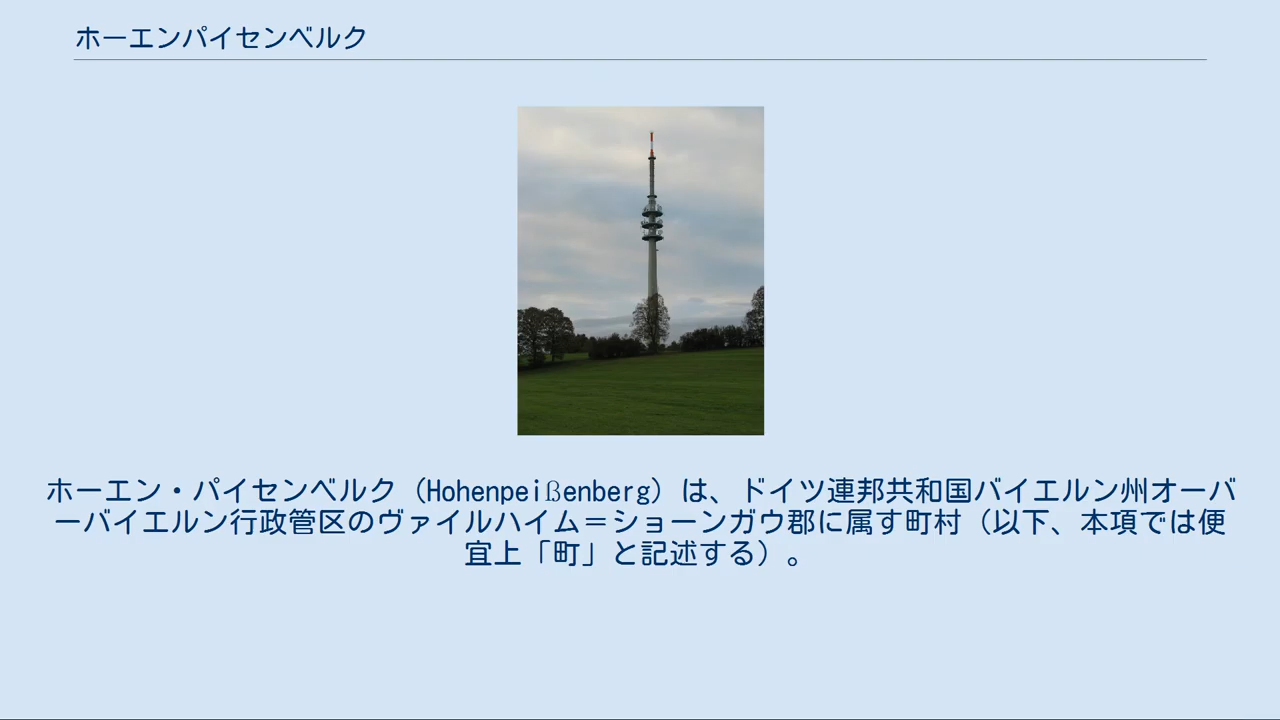 ホーエンパイセンベルク
ホーエン・パイセンベルク（Hohenpeißenberg）は、ドイツ連邦共和国バイエルン州オーバ
ーバイエルン行政管区のヴァイルハイム＝ショーンガウ郡に属す町村（以下、本項では便
宜上「町」と記述する）。